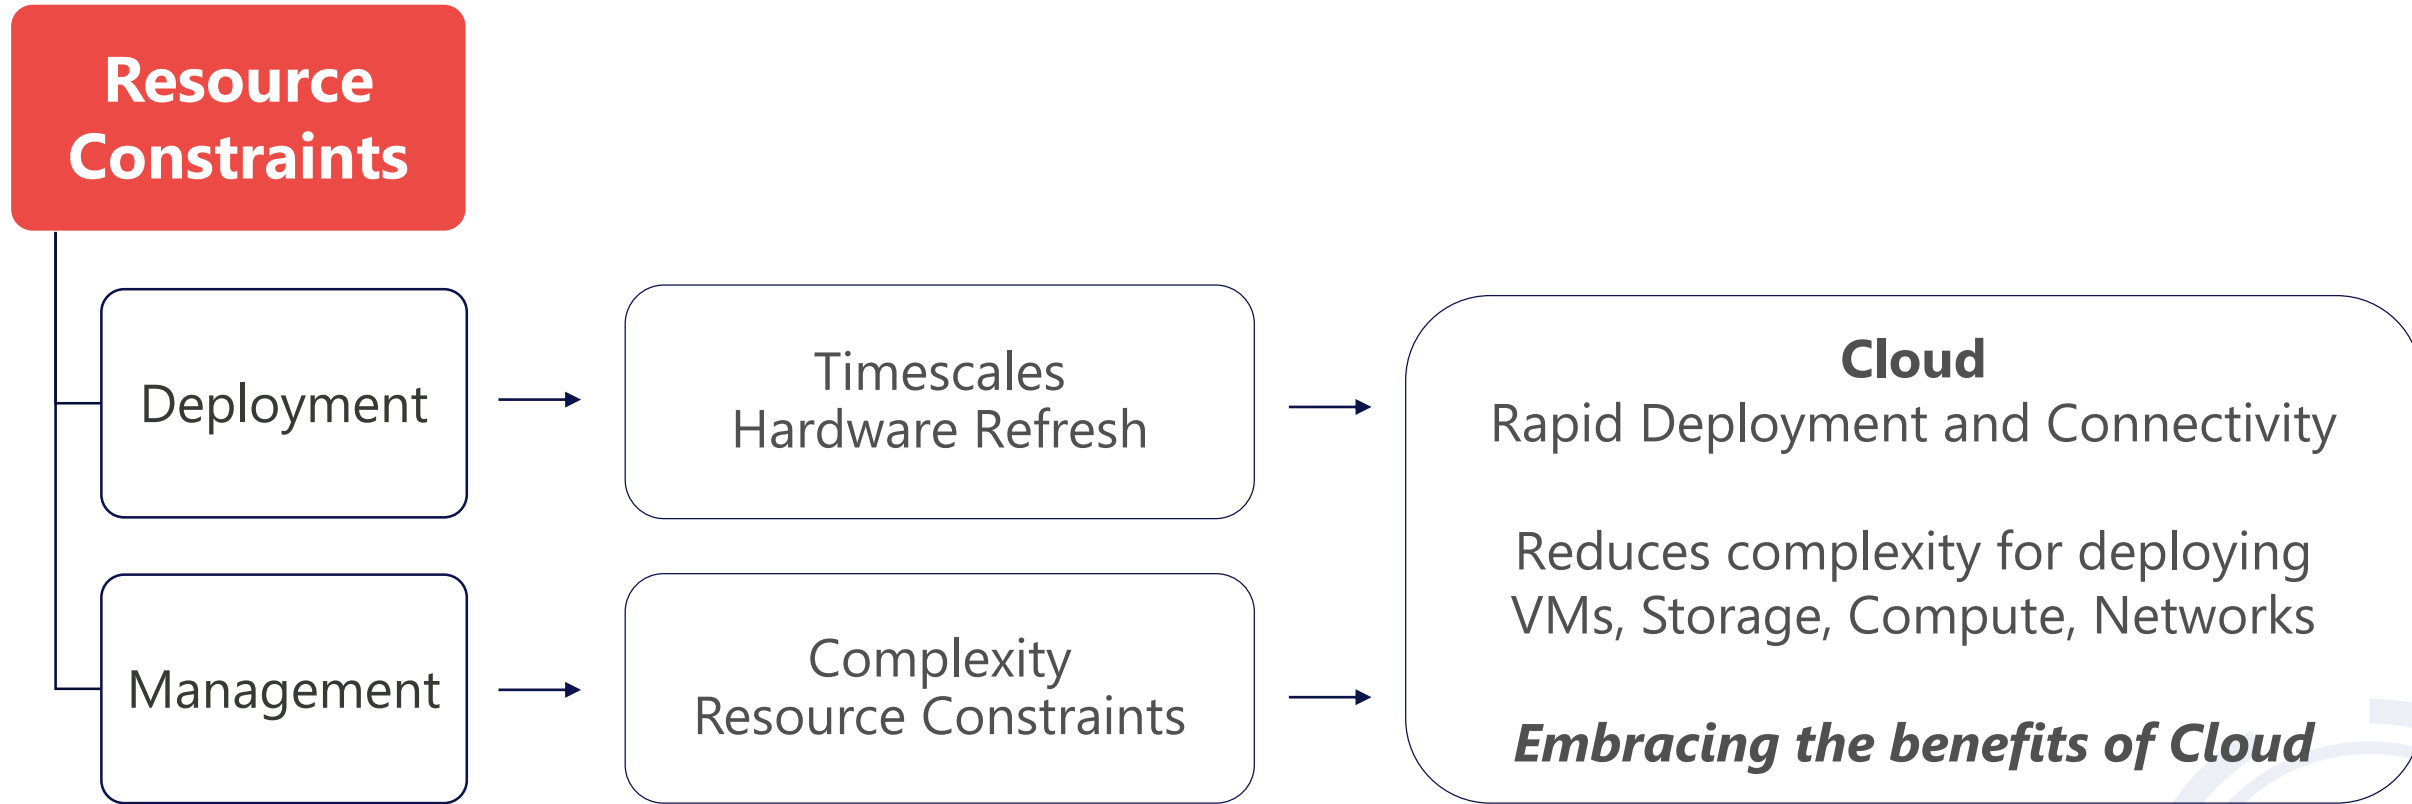 Resource
Constraints
Deployment
Timescales
Hardware Refresh
Management
Complexity
Resource Constraints
Cloud
Rapid Deployment and Connectivity
Reduces complexity for deploying
VMs, Storage, Compute, Networks
Embracing the benefits of Cloud